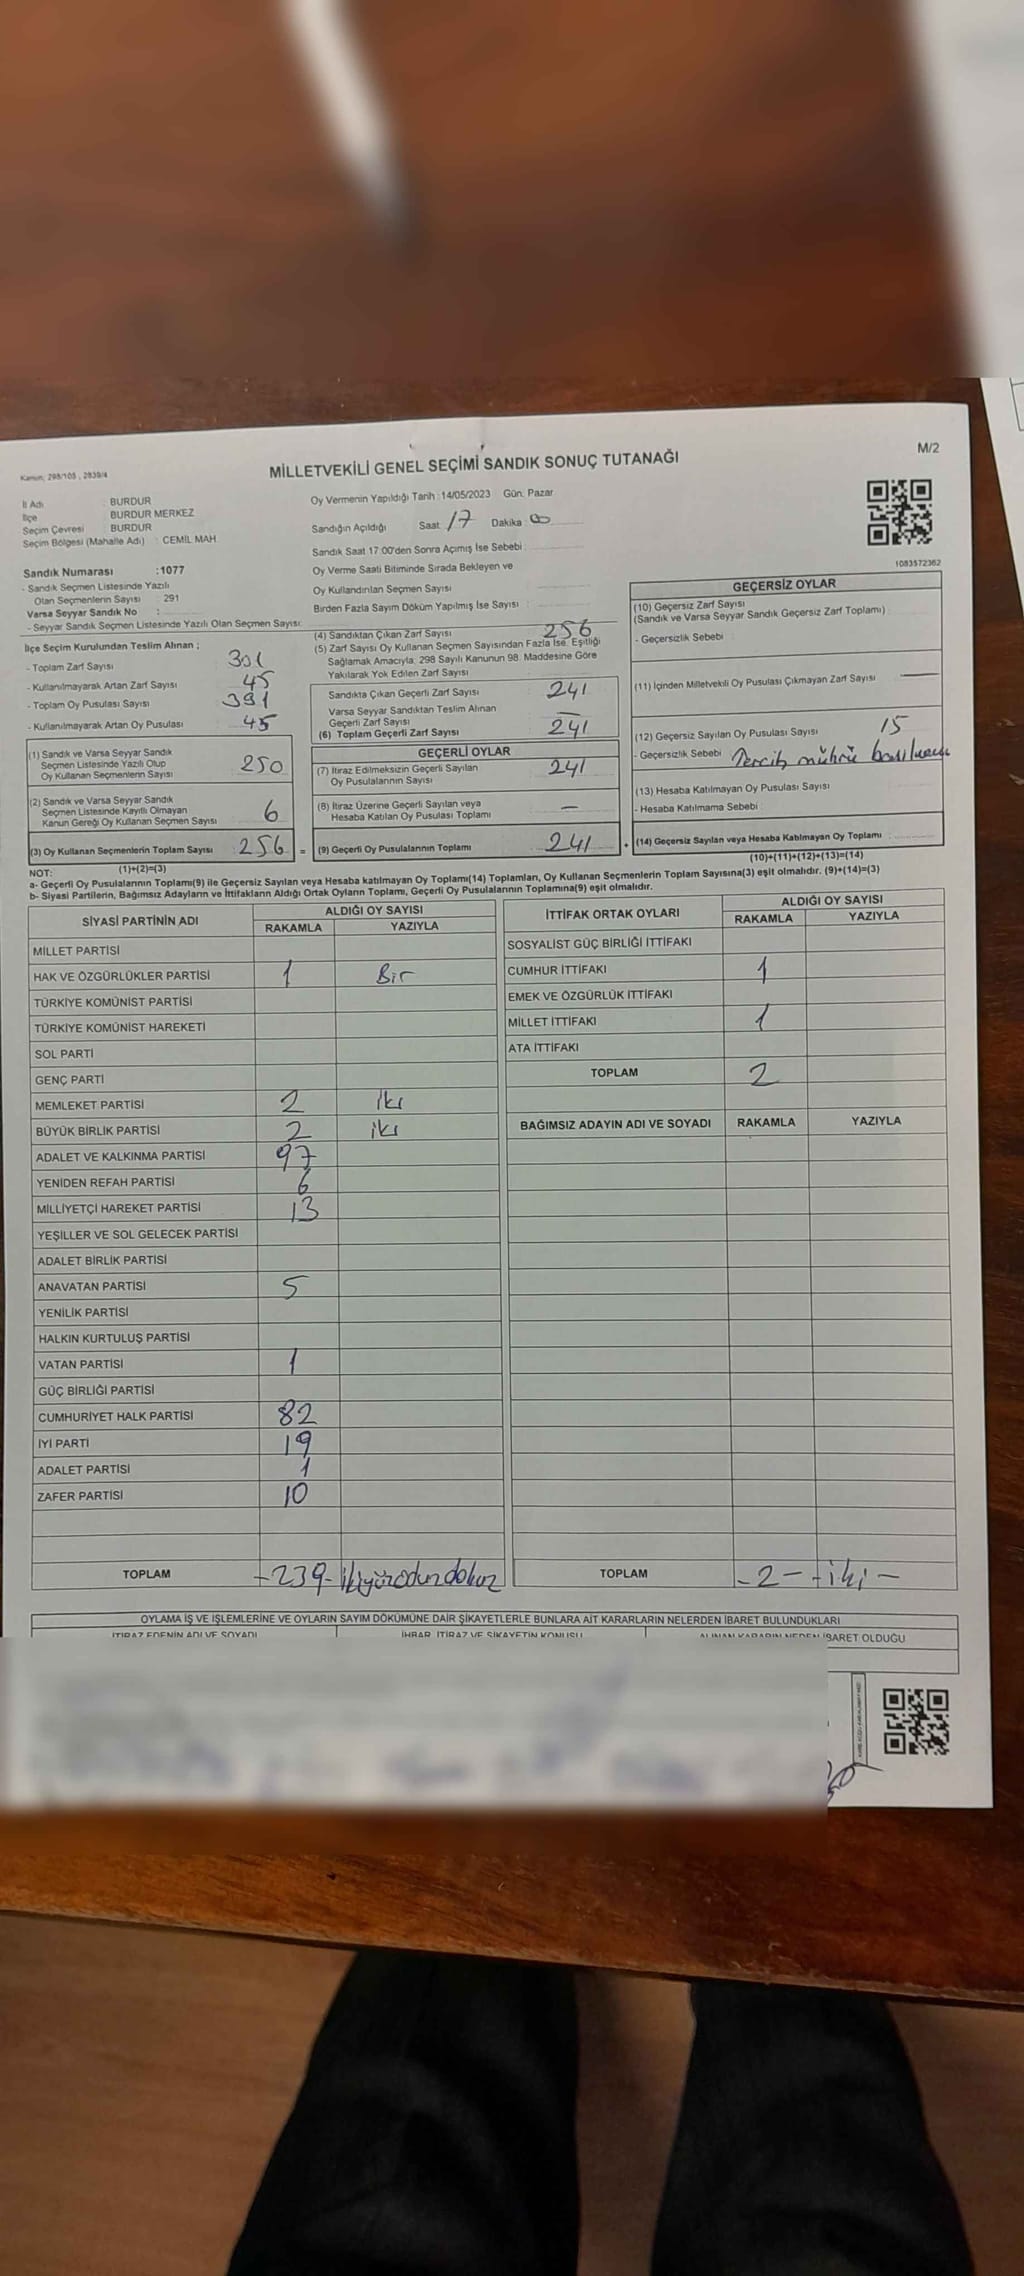 M/2
Kanun; 298/105 , 2839/4
MİLLETVEKİLİ GENEL SEÇİMİ SANDIK SONUÇ TUTANAĞI
İl Adı : BURDUR
İlçe : BURDUR MERKEZ
Seçim Çevresi : BURDUR
Seçim Bölgesi (Mahalle Adı) : CEMİL MAH.
Sandık Numarası :1077
- Sandık Seçmen Listesinde Yazılı
Olan Seçmenlerin Sayısı : 291
Varsa Seyyar Sandık No :
- Seyyar Sandık Seçmen Listesinde Yazılı Olan Seçmen Sayısı:
Oy Vermenin Yapıldığı Tarih :14/05/2023 Gün: Pazar
Sandığın Açıldığı Saat 17 Dakika 00
Sandık Saat 17:00'den Sonra Açımış İse Sebebi :
Oy Verme Saati Bitiminde Sırada Bekleyen ve
Oy Kullandırılan Seçmen Sayısı :
Birden Fazla Sayım Döküm Yapılmış İse Sayısı :
1083572362
İlçe Seçim Kurulundan Teslim Alınan ;
- Toplam Zarf Sayısı 301
- Kullanılmayarak Artan Zarf Sayısı 45
- Toplam Oy Pusulası Sayısı 391
- Kullanılmayarak Artan Oy Pusulası 45
(1) Sandık ve Varsa Seyyar Sandık
Seçmen Listesinde Yazılı Olup
Oy Kullanan Seçmenlerin Sayısı : 250
(2) Sandık ve Varsa Seyyar Sandık
Seçmen Listesinde Kayıtlı Olmayan
Kanun Gereği Oy Kullanan Seçmen Sayısı : 6
(3) Oy Kullanan Seçmenlerin Toplam Sayısı : 256 =
(1)+(2)=(3)
(4) Sandıktan Çıkan Zarf Sayısı 256
(5) Zarf Sayısı Oy Kullanan Seçmen Sayısından Fazla İse: Eşitliği
Sağlamak Amacıyla; 298 Sayılı Kanunun 98. Maddesine Göre
Yakılarak Yok Edilen Zarf Sayısı
Sandıkta Çıkan Geçerli Zarf Sayısı 241
Varsa Seyyar Sandıktan Teslim Alınan
Geçerli Zarf Sayısı —
(6) Toplam Geçerli Zarf Sayısı 241
GEÇERLİ OYLAR
(7) İtiraz Edilmeksizin Geçerli Sayılan
Oy Pusulalarının Sayısı : 241
(8) İtiraz Üzerine Geçerli Sayılan veya
Hesaba Katılan Oy Pusulası Toplamı : —
(9) Geçerli Oy Pusulalarının Toplamı : 241 +
GEÇERSİZ OYLAR
(10) Geçersiz Zarf Sayısı
(Sandık ve Varsa Seyyar Sandık Geçersiz Zarf Toplamı) :
- Geçersizlik Sebebi :
(11) İçinden Milletvekili Oy Pusulası Çıkmayan Zarf Sayısı : —
(12) Geçersiz Sayılan Oy Pusulası Sayısı : 15
- Geçersizlik Sebebi : Tercih mührü
(13) Hesaba Katılmayan Oy Pusulası Sayısı :
- Hesaba Katılmama Sebebi :
(14) Geçersiz Sayılan veya Hesaba Katılmayan Oy Toplamı :
(10)+(11)+(12)+(13)=(14)
NOT:
a- Geçerli Oy Pusulalarının Toplamı(9) ile Geçersiz Sayılan veya Hesaba katılmayan Oy Toplamı(14) Toplamları, Oy Kullanan Seçmenlerin Toplam Sayısına(3) eşit olmalıdır. (9)+(14)=(3)
b- Siyasi Partilerin, Bağımsız Adayların ve İttifakların Aldığı Ortak Oyların Toplamı, Geçerli Oy Pusulalarının Toplamına(9) eşit olmalıdır.
SİYASİ PARTİNİN ADI ALDIĞI OY SAYISI
RAKAMLA YAZIYLA
MİLLET PARTİSİ
HAK VE ÖZGÜRLÜKLER PARTİSİ 1 Bir
TÜRKİYE KOMÜNİST PARTİSİ
TÜRKİYE KOMÜNİST HAREKETİ
SOL PARTİ
GENÇ PARTİ
MEMLEKET PARTİSİ 2 iki
BÜYÜK BİRLİK PARTİSİ 2 iki
ADALET VE KALKINMA PARTİSİ 97
YENİDEN REFAH PARTİSİ 6
MİLLİYETÇİ HAREKET PARTİSİ 13
YEŞİLLER VE SOL GELECEK PARTİSİ
ADALET BİRLİK PARTİSİ
ANAVATAN PARTİSİ 5
YENİLİK PARTİSİ
HALKIN KURTULUŞ PARTİSİ
VATAN PARTİSİ 1
GÜÇ BİRLİĞİ PARTİSİ
CUMHURİYET HALK PARTİSİ 82
İYİ PARTİ 19
ADALET PARTİSİ 1
ZAFER PARTİSİ 10
TOPLAM -239- ikiyüzodundokuz
İTTİFAK ORTAK OYLARI ALDIĞI OY SAYISI
RAKAMLA YAZIYLA
SOSYALİST GÜÇ BİRLİĞİ İTTİFAKI
CUMHUR İTTİFAKI 1
EMEK VE ÖZGÜRLÜK İTTİFAKI
MİLLET İTTİFAKI 1
ATA İTTİFAKI
TOPLAM 2
BAĞIMSIZ ADAYIN ADI VE SOYADI RAKAMLA YAZIYLA
TOPLAM -2- -iki-
OYLAMA İŞ VE İŞLEMLERİNE VE OYLARIN SAYIM DÖKÜMÜNE DAİR ŞİKAYETLERLE BUNLARA AİT KARARLARIN NELERDEN İBARET BULUNDUKLARI
İTİRAZ EDENİN ADI VE SOYADI İHBAR, İTİRAZ VE ŞİKAYETİN KONUSU ALINAN KARARIN NEDEN İBARET OLDUĞU